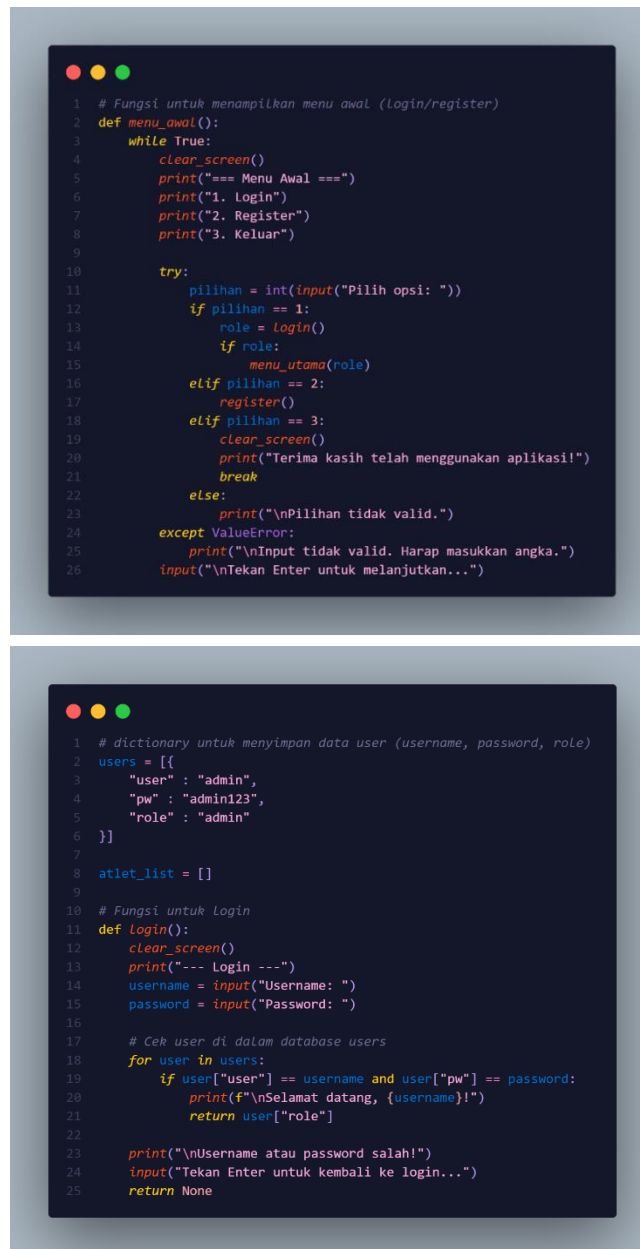 1 # Fungsi untuk menampilkan menu awal (login/register)
2 def menu_awal():
3     while True:
4         clear_screen()
5         print("=== Menu Awal ===")
6         print("1. Login")
7         print("2. Register")
8         print("3. Keluar")
9
10         try:
11             pilihan = int(input("Pilih opsi: "))
12             if pilihan == 1:
13                 role = login()
14                 if role:
15                     menu_utama(role)
16             elif pilihan == 2:
17                 register()
18             elif pilihan == 3:
19                 clear_screen()
20                 print("Terima kasih telah menggunakan aplikasi!")
21                 break
22             else:
23                 print("\nPilihan tidak valid.")
24         except ValueError:
25             print("\nInput tidak valid. Harap masukkan angka.")
26         input("\nTekan Enter untuk melanjutkan...")
1 # dictionary untuk menyimpan data user (username, password, role)
2 users = [{
3     "user" : "admin",
4     "pw" : "admin123",
5     "role" : "admin"
6 }]
7
8 atlet_list = []
9
10 # Fungsi untuk login
11 def login():
12     clear_screen()
13     print("--- Login ---")
14     username = input("Username: ")
15     password = input("Password: ")
16
17     # Cek user di dalam database users
18     for user in users:
19         if user["user"] == username and user["pw"] == password:
20             print(f"\nSelamat datang, {username}!")
21             return user["role"]
22
23     print("\nUsername atau password salah!")
24     input("Tekan Enter untuk kembali ke login...")
25     return None